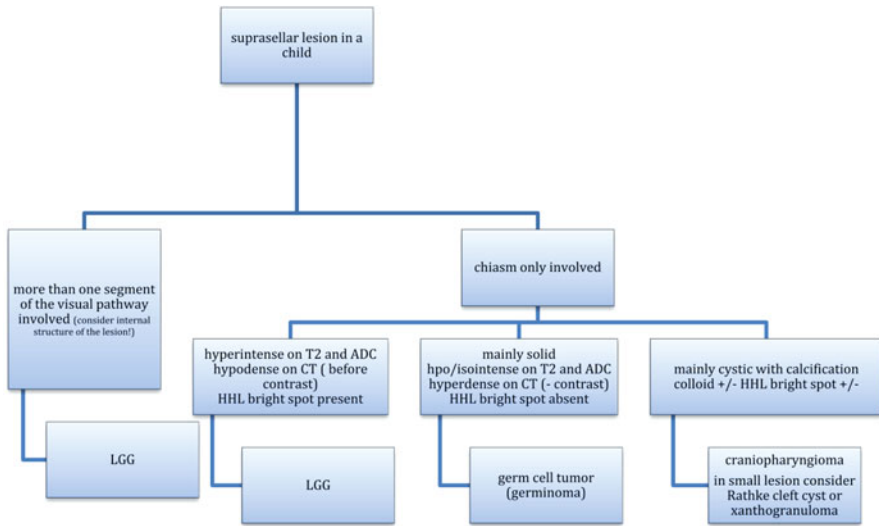 suprasellar lesion in a
child
more than one segment
of the visual pathway
involved (consider internal
structure of the lesion!)
LGG
chiasm only involved
hyperintense on T2 and ADC
hypodense on CT ( before
contrast)
HHL bright spot present
LGG
mainly solid
hpo/isointense on T2 and ADC
hyperdense on CT (- contrast)
HHL bright spot absent
germ cell tumor
(germinoma)
mainly cystic with calcification
colloid +/- HHL bright spot +/-
craniopharyngioma
in small lesion consider
Rathke cleft cyst or
xanthogranuloma